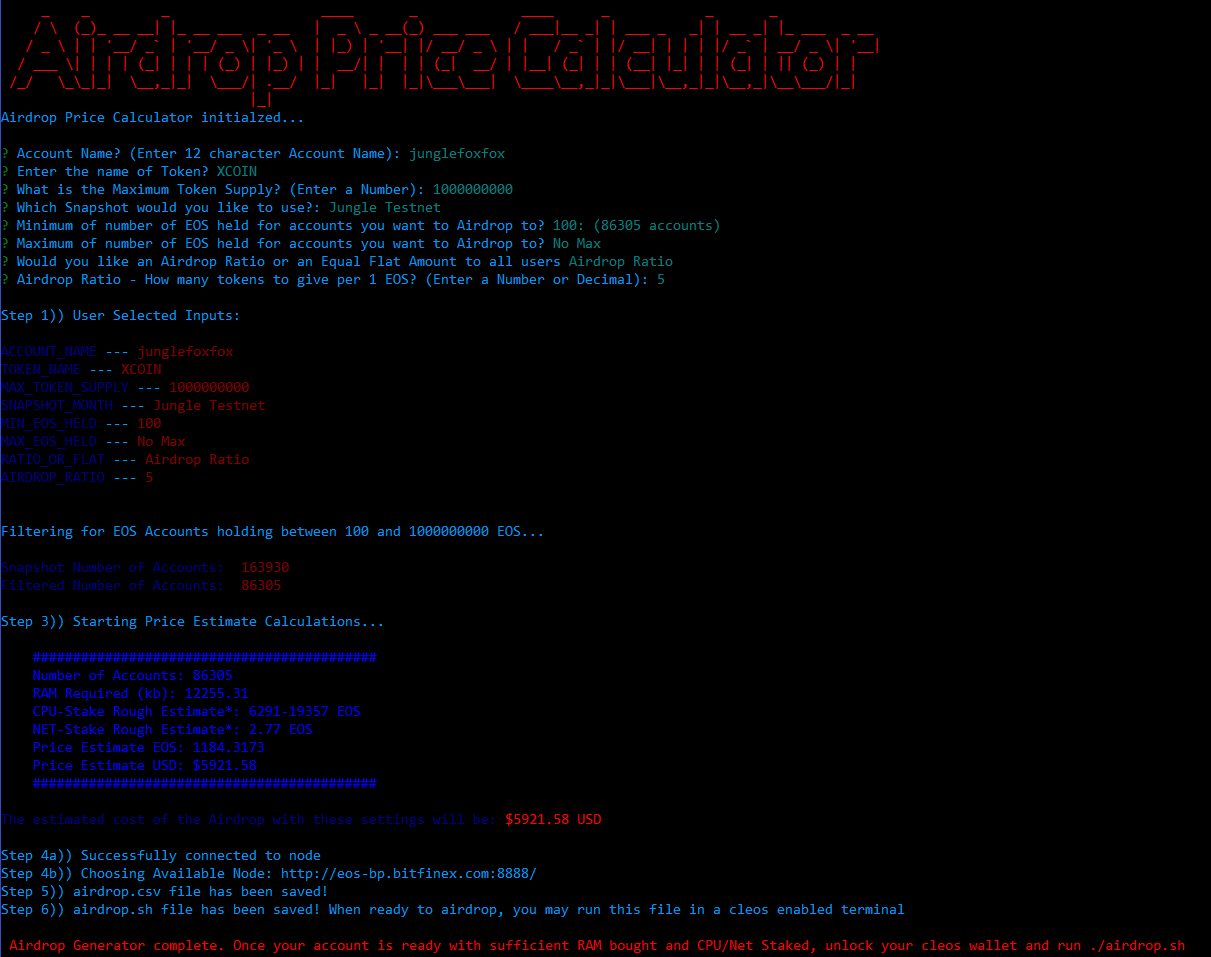 Airdrop Price Calculator
Airdrop Price Calculator initialzed...
? Account Name? (Enter 12 character Account Name): junglefoxfox
? Enter the name of Token? XCOIN
? What is the Maximum Token Supply? (Enter a Number): 1000000000
? Which Snapshot would you like to use?: Jungle Testnet
? Minimum of number of EOS held for accounts you want to Airdrop to? 100: (86305 accounts)
? Maximum of number of EOS held for accounts you want to Airdrop to? No Max
? Would you like an Airdrop Ratio or an Equal Flat Amount to all users Airdrop Ratio
? Airdrop Ratio - How many tokens to give per 1 EOS? (Enter a Number or Decimal): 5
Step 1)) User Selected Inputs:
ACCOUNT_NAME --- junglefoxfox
TOKEN_NAME --- XCOIN
MAX_TOKEN_SUPPLY --- 1000000000
SNAPSHOT_MONTH --- Jungle Testnet
MIN_EOS_HELD --- 100
MAX_EOS_HELD --- No Max
RATIO_OR_FLAT --- Airdrop Ratio
AIRDROP_RATIO --- 5
Filtering for EOS Accounts holding between 100 and 1000000000 EOS...
Snapshot Number of Accounts: 163930
Filtered Number of Accounts: 86305
Step 3)) Starting Price Estimate Calculations...
###########################################
Number of Accounts: 86305
RAM Required (kb): 12255.31
CPU-Stake Rough Estimate*: 6291-19357 EOS
NET-Stake Rough Estimate*: 2.77 EOS
Price Estimate EOS: 1184.3173
Price Estimate USD: $5921.58
###########################################
The estimated cost of the Airdrop with these settings will be: $5921.58 USD
Step 4a)) Successfully connected to node
Step 4b)) Choosing Available Node: http://eos-bp.bitfinex.com:8888/
Step 5)) airdrop.csv file has been saved!
Step 6)) airdrop.sh file has been saved! When ready to airdrop, you may run this file in a cleos enabled terminal
Airdrop Generator complete. Once your account is ready with sufficient RAM bought and CPU/Net Staked, unlock your cleos wallet and run ./airdrop.sh